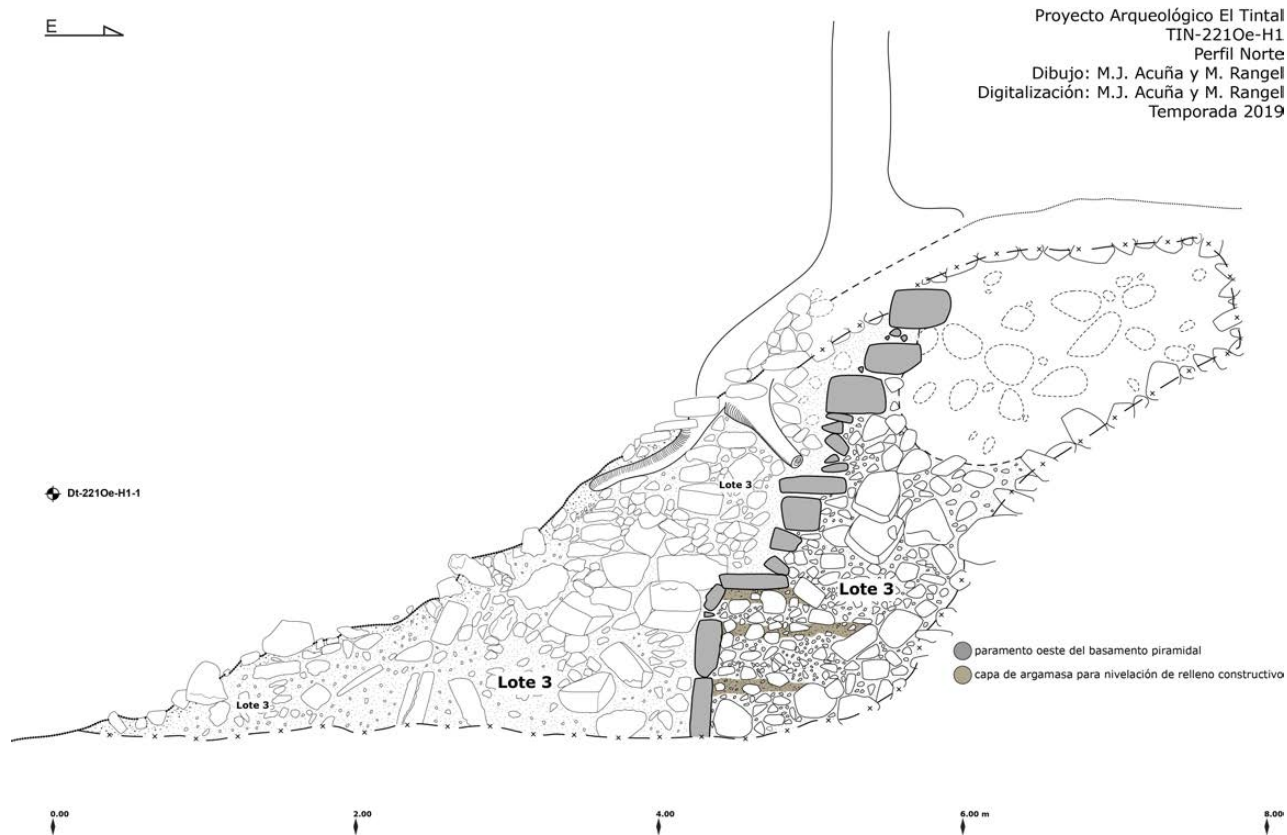 E
Proyecto Arqueológico El Tintal
TIN-221Oe-H1
Perfil Norte
Dibujo: M.J. Acuña y M. Rangel
Digitalización: M.J. Acuña y M. Rangel
Temporada 2019
Dt-221Oe-H1-1
Lote 3
Lote 3
Lote 3
Lote 3
paramento oeste del basamento piramidal
capa de argamasa para nivelación de relleno constructivo
0.00 2.00 4.00 6.00 m 8.00